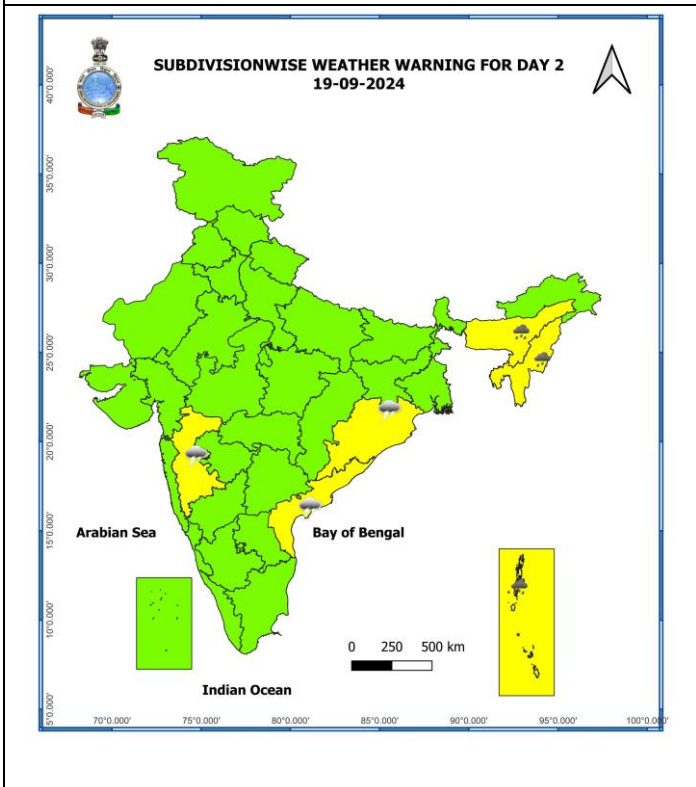 SUBDIVISIONWISE WEATHER WARNING FOR DAY 2
19-09-2024
40°0.000'
35°0.000'
30°0.000'
25°0.000'
20°0.000'
15°0.000'
10°0.000'
5°0.000'
Arabian Sea
Bay of Bengal
0 250 500 km
Indian Ocean
70°0.000' 75°0.000' 80°0.000' 85°0.000' 90°0.000' 95°0.000' 100°0.000'